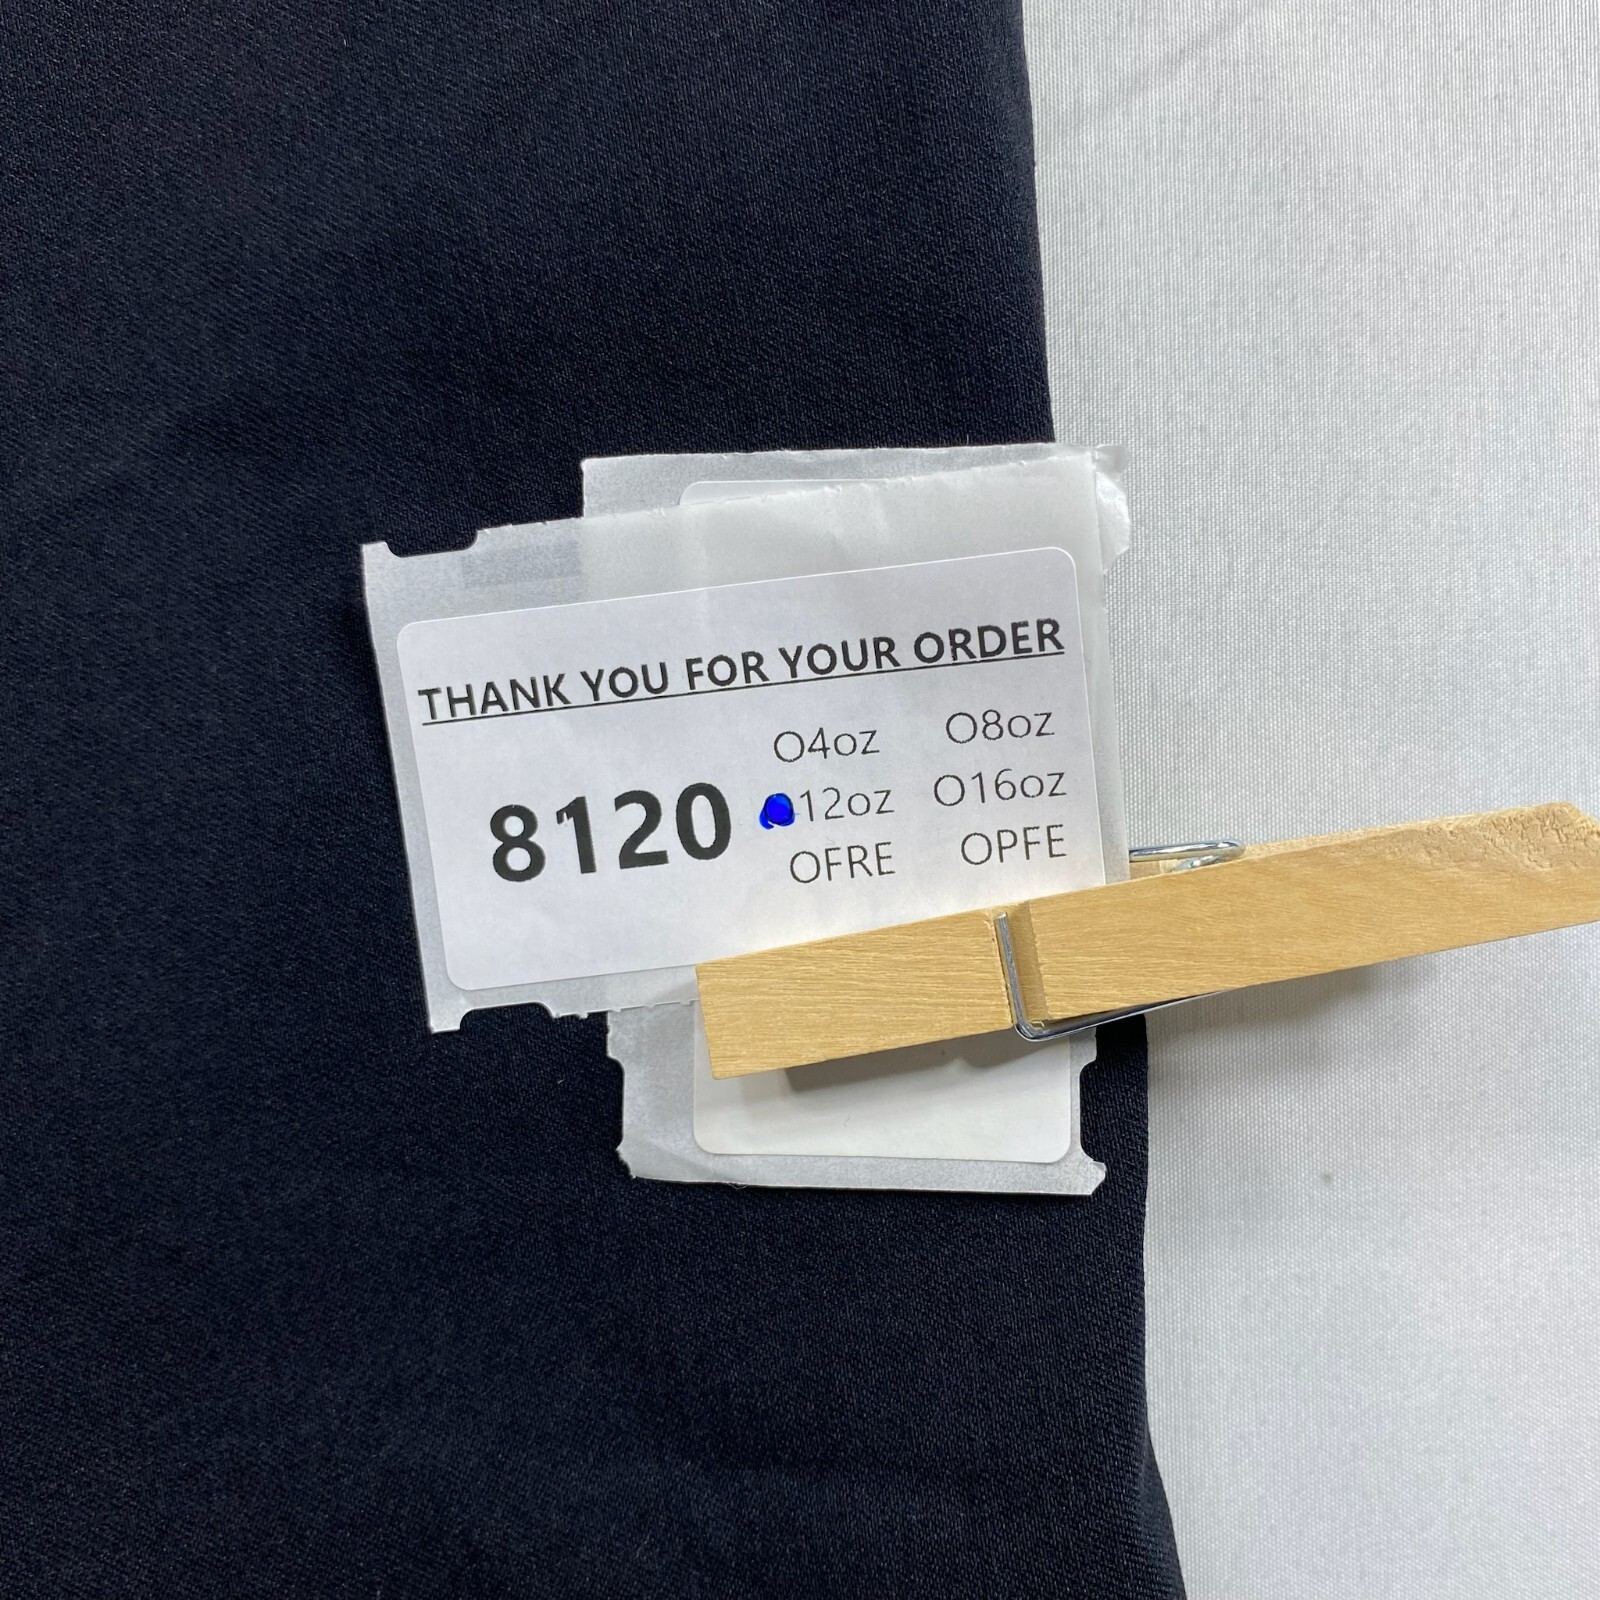 THANK YOU FOR YOUR ORDER
8120
O4oz O8oz
12oz O16oz
OFRE OPFE